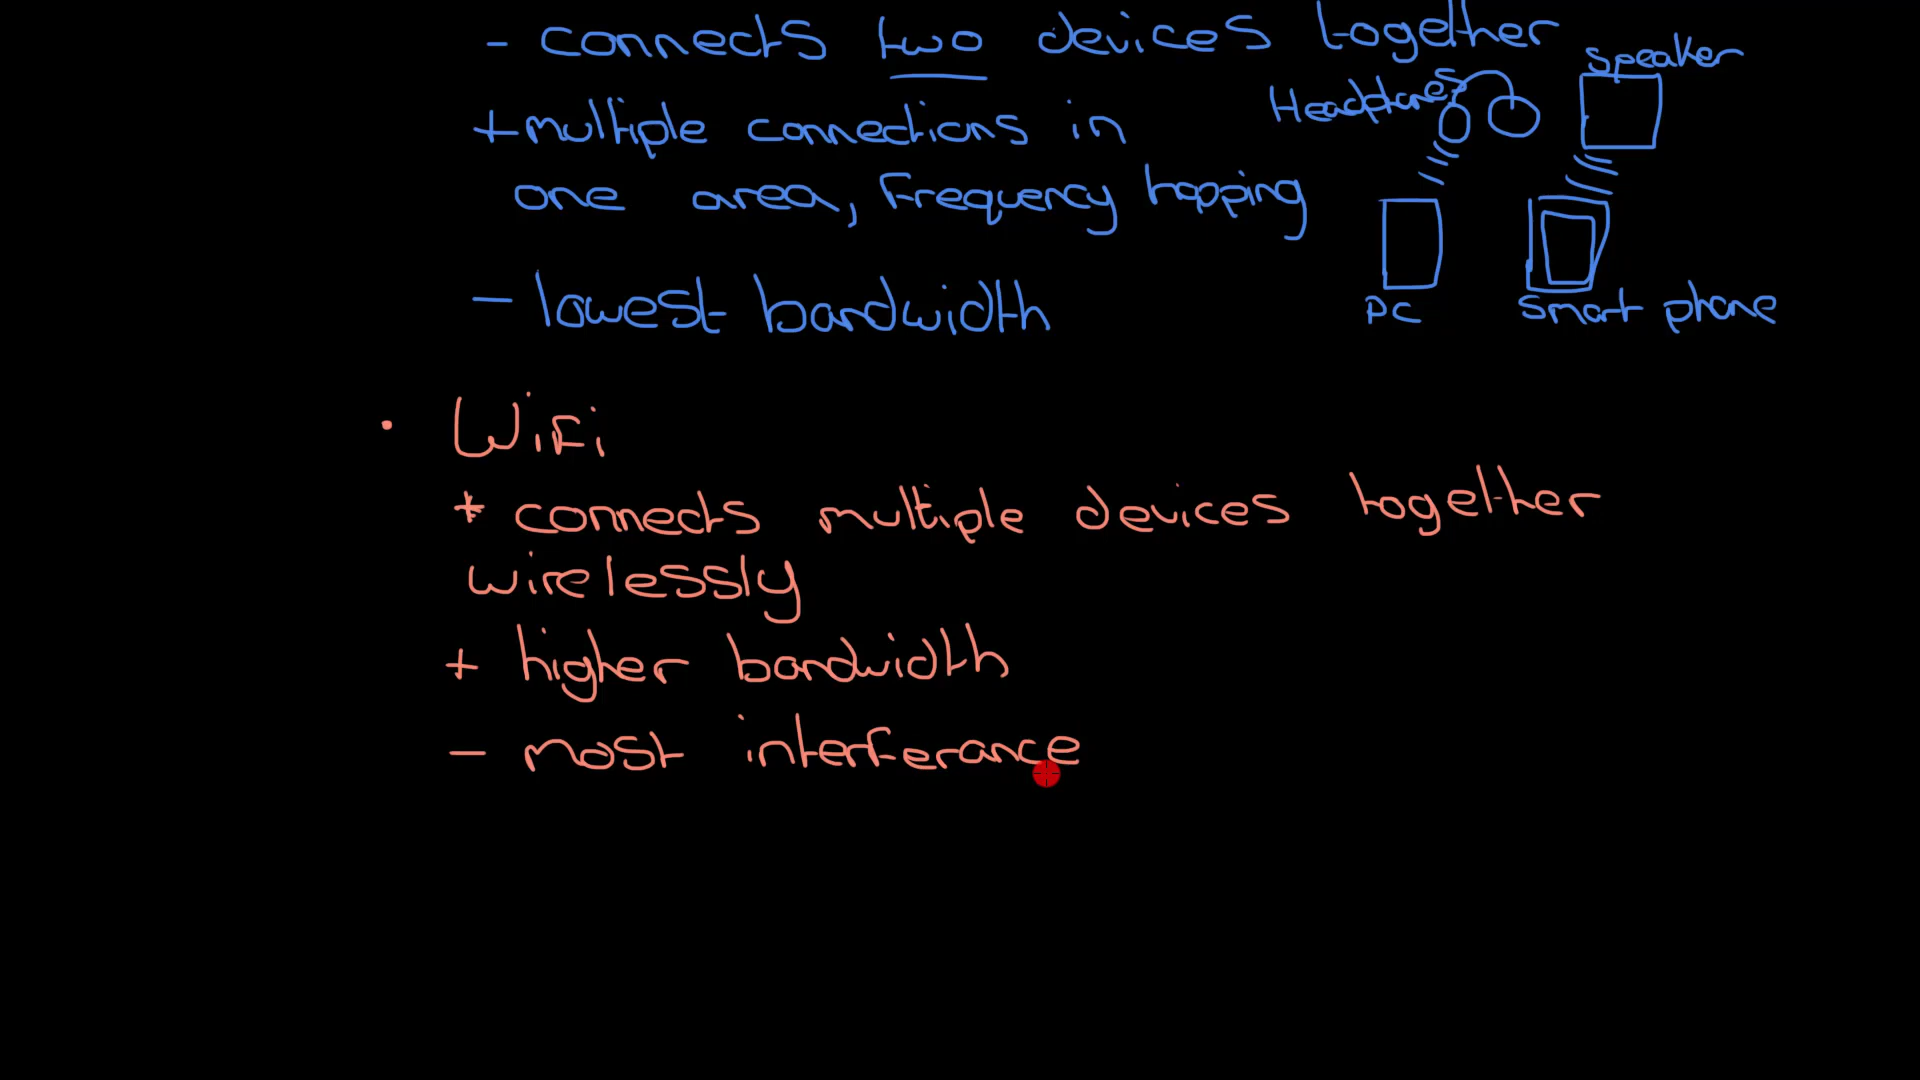 - connects two devices together
speaker
Headphones
+ multiple connections in
one area, Frequency hopping
- lowest bandwidth
PC
smart phone
• WiFi
* connects multiple devices together
wirelessly
+ higher bandwidth
- most interferance